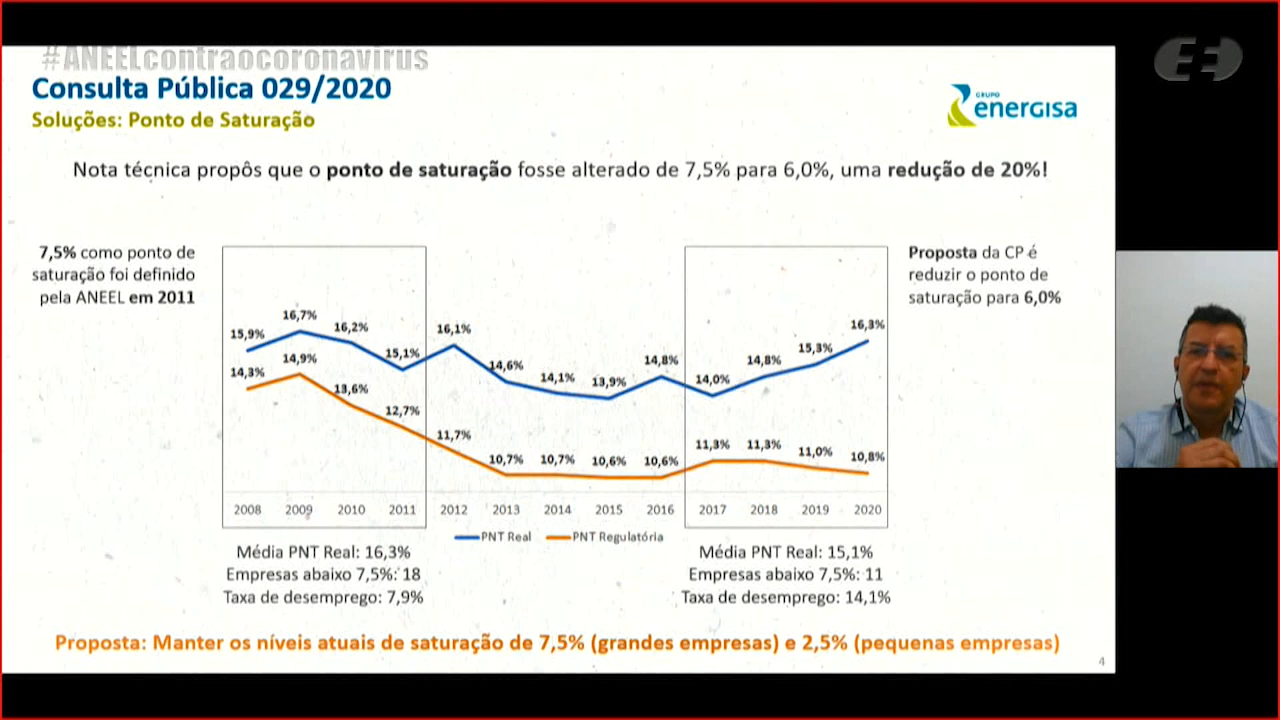 #ANEELcontraocoronavirus
Consulta Pública 029/2020
Soluções: Ponto de Saturação
GRUPO
energisa
Nota técnica propôs que o ponto de saturação fosse alterado de 7,5% para 6,0%, uma redução de 20%!
7,5% como ponto de
saturação foi definido
pela ANEEL em 2011
Proposta da CP é
reduzir o ponto de
saturação para 6,0%
15,9% 16,7% 16,2% 15,1% 16,1% 14,6% 14,1% 13,9% 14,8% 14,0% 14,8% 15,3% 16,3%
14,3% 14,9% 13,6% 12,7% 11,7% 10,7% 10,7% 10,6% 10,6% 11,3% 11,3% 11,0% 10,8%
2008 2009 2010 2011 2012 2013 2014 2015 2016 2017 2018 2019 2020
PNT Real PNT Regulatória
Média PNT Real: 16,3%
Empresas abaixo 7,5%: 18
Taxa de desemprego: 7,9%
Média PNT Real: 15,1%
Empresas abaixo 7,5%: 11
Taxa de desemprego: 14,1%
Proposta: Manter os níveis atuais de saturação de 7,5% (grandes empresas) e 2,5% (pequenas empresas)
4